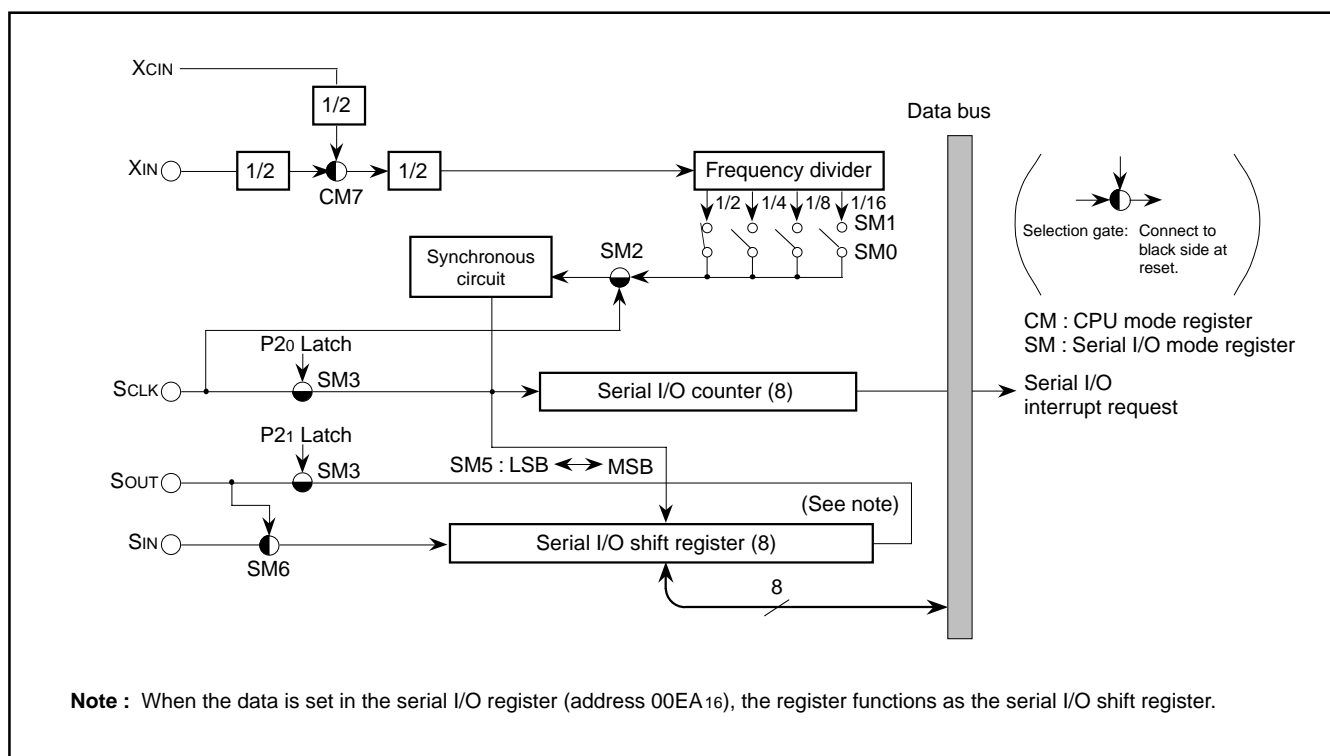 XCIN
1/2
Data bus
XIN
1/2
CM7
1/2
Frequency divider
1/2 1/4 1/8 1/16
SM1
SM0
Selection gate: Connect to
black side at
reset.
Synchronous
circuit
SM2
CM : CPU mode register
SM : Serial I/O mode register
P20 Latch
SCLK
SM3
Serial I/O counter (8)
Serial I/O
interrupt request
P21 Latch
SM5 : LSB MSB
SOUT
SM3
(See note)
SIN
SM6
Serial I/O shift register (8)
8
Note : When the data is set in the serial I/O register (address 00EA16), the register functions as the serial I/O shift register.